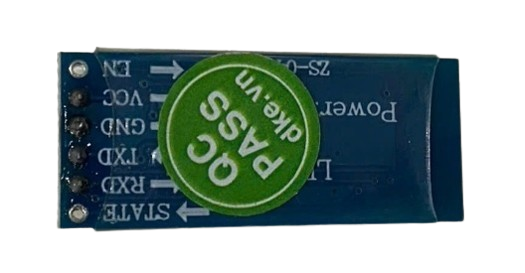 STATE
RXD
TXD
GND
VCC
EN
Power
ZS-0
QC
PASS
dke.vn